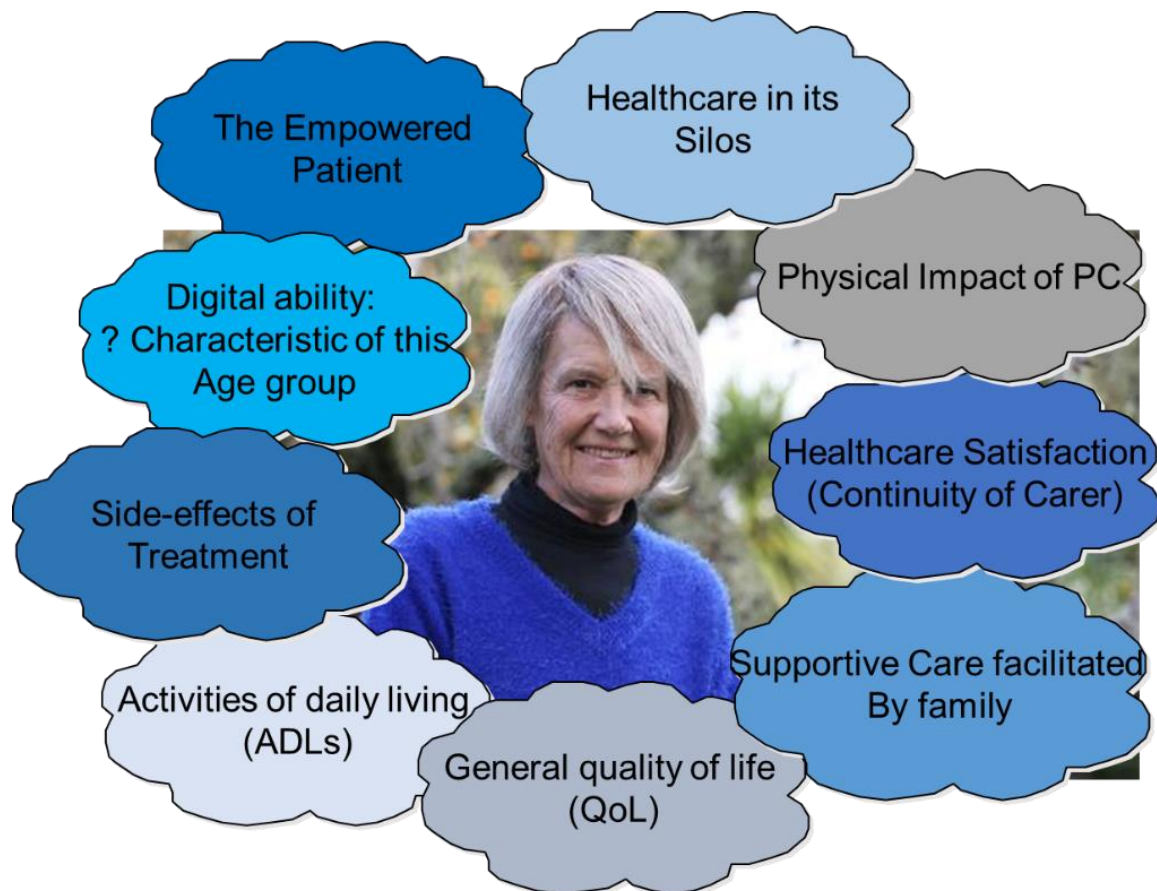 The Empowered
Patient
Healthcare in its
Silos
Physical Impact of PC
Digital ability:
? Characteristic of this
Age group
Healthcare Satisfaction
(Continuity of Carer)
Side-effects of
Treatment
Supportive Care facilitated
By family
Activities of daily living
(ADLs)
General quality of life
(QoL)